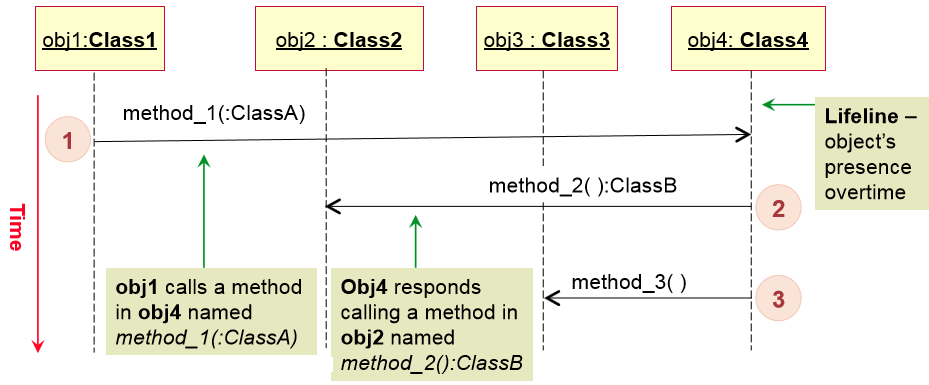 obj1:Class1
obj2 : Class2
obj3 : Class3
obj4: Class4
method_1(:ClassA)
1
Lifeline –
object's
presence
overtime
method_2( ):ClassB
2
Time
obj1 calls a method
in obj4 named
method_1(:ClassA)
Obj4 responds
calling a method in
obj2 named
method_2():ClassB
method_3( )
3